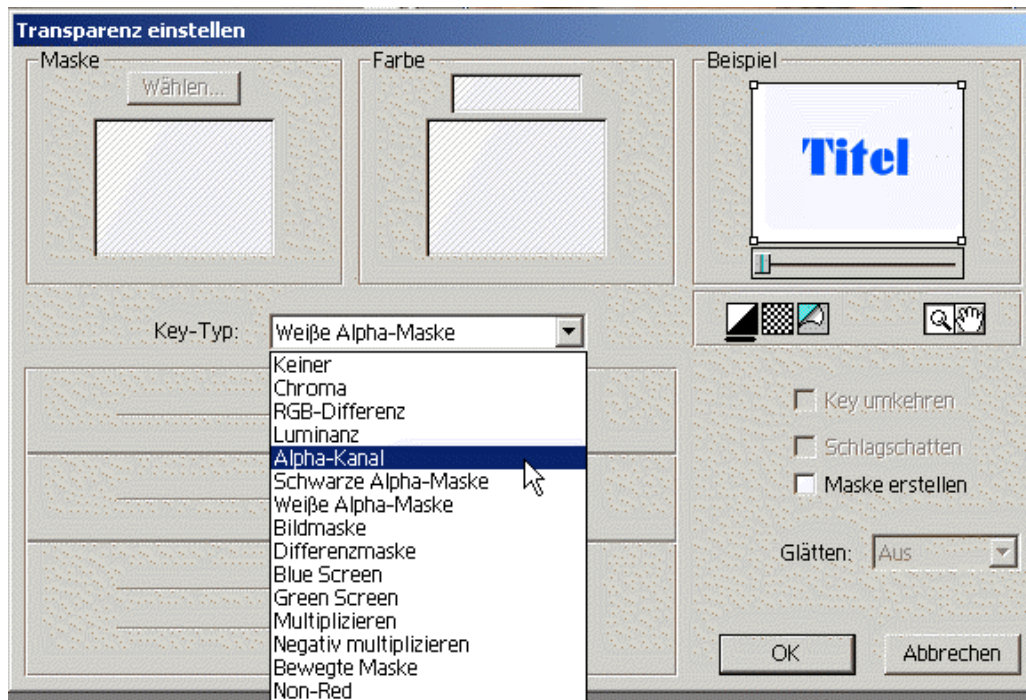 Transparenz einstellen
Maske
Wählen...
Farbe
Beispiel
Titel
Key-Typ:
Weiße Alpha-Maske
Keiner
Chroma
RGB-Differenz
Luminanz
Alpha-Kanal
Schwarze Alpha-Maske
Weiße Alpha-Maske
Bildmaske
Differenzmaske
Blue Screen
Green Screen
Multiplizieren
Negativ multiplizieren
Bewegte Maske
Non-Red
Key umkehren
Schlagschatten
Maske erstellen
Glätten: Aus
OK
Abbrechen